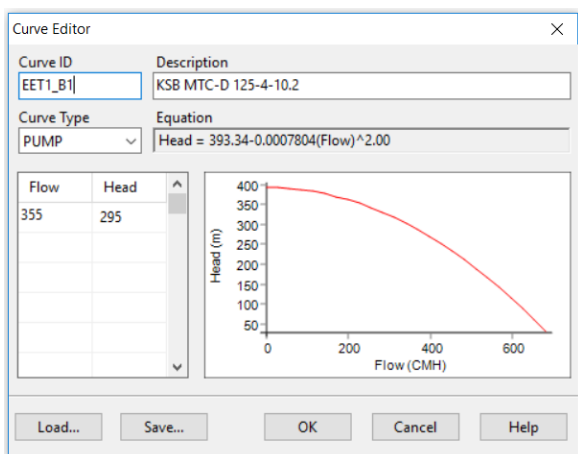 Curve Editor
Curve ID
Description
EET1_B1
KSB MTC-D 125-4-10.2
Curve Type
Equation
PUMP
Head = 393.34-0.0007804(Flow)^2.00
Flow Head
355 295
400
350
300
250
200
150
100
50
Head (m)
0 200 400 600
Flow (CMH)
Load... Save... OK Cancel Help